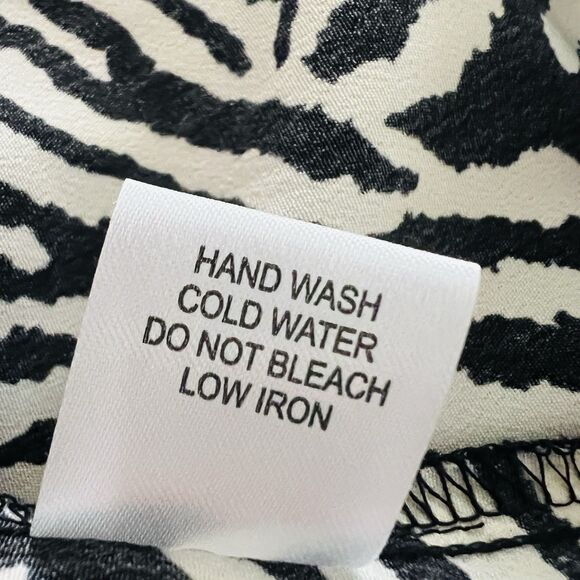 HAND WASH
COLD WATER
DO NOT BLEACH
LOW IRON